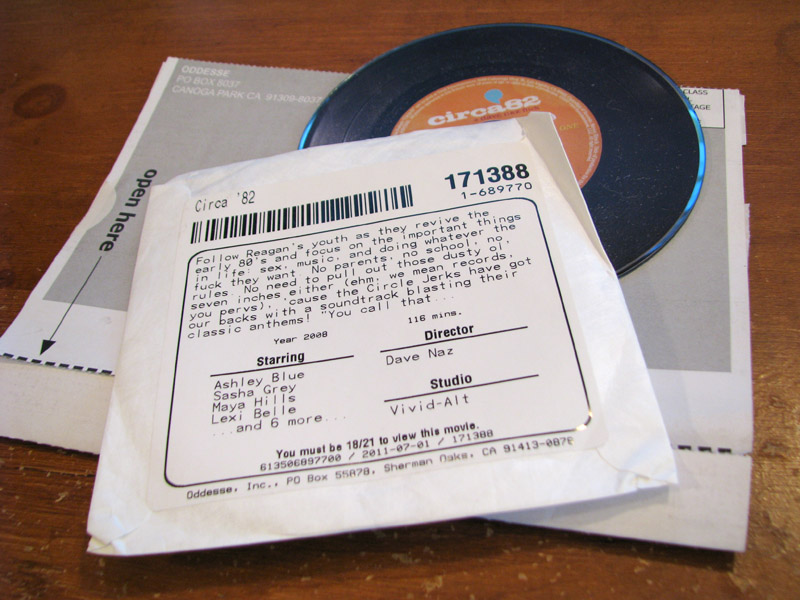 ODDESSE
PO BOX 5037
CANOGA PARK CA 91309-5037
open here
CLASS
circa82
Circa '82
171388
1-689770
Follow Reagan's youth as they revive the
early 80's and focus on the important things
in life: sex, music, and doing whatever the
fuck they want. No parents, no school, no
rules. No need to pull out those dusty ol,
seven inches either (ehm, we mean records,
you pervs), 'cause the Circle Jerks have got
our backs with a soundtrack blasting their
classic anthems! "You call that...
Year 2008
116 mins.
Starring
Ashley Blue
Sasha Grey
Maya Hills
Lexi Belle
...and 6 more...
Director
Dave Naz
Studio
Vivid-Alt
You must be 18/21 to view this movie.
613506897700 / 2011-07-01 / 171388
Oddesse, Inc., PO Box 55878, Sherman Oaks, CA 91413-0878